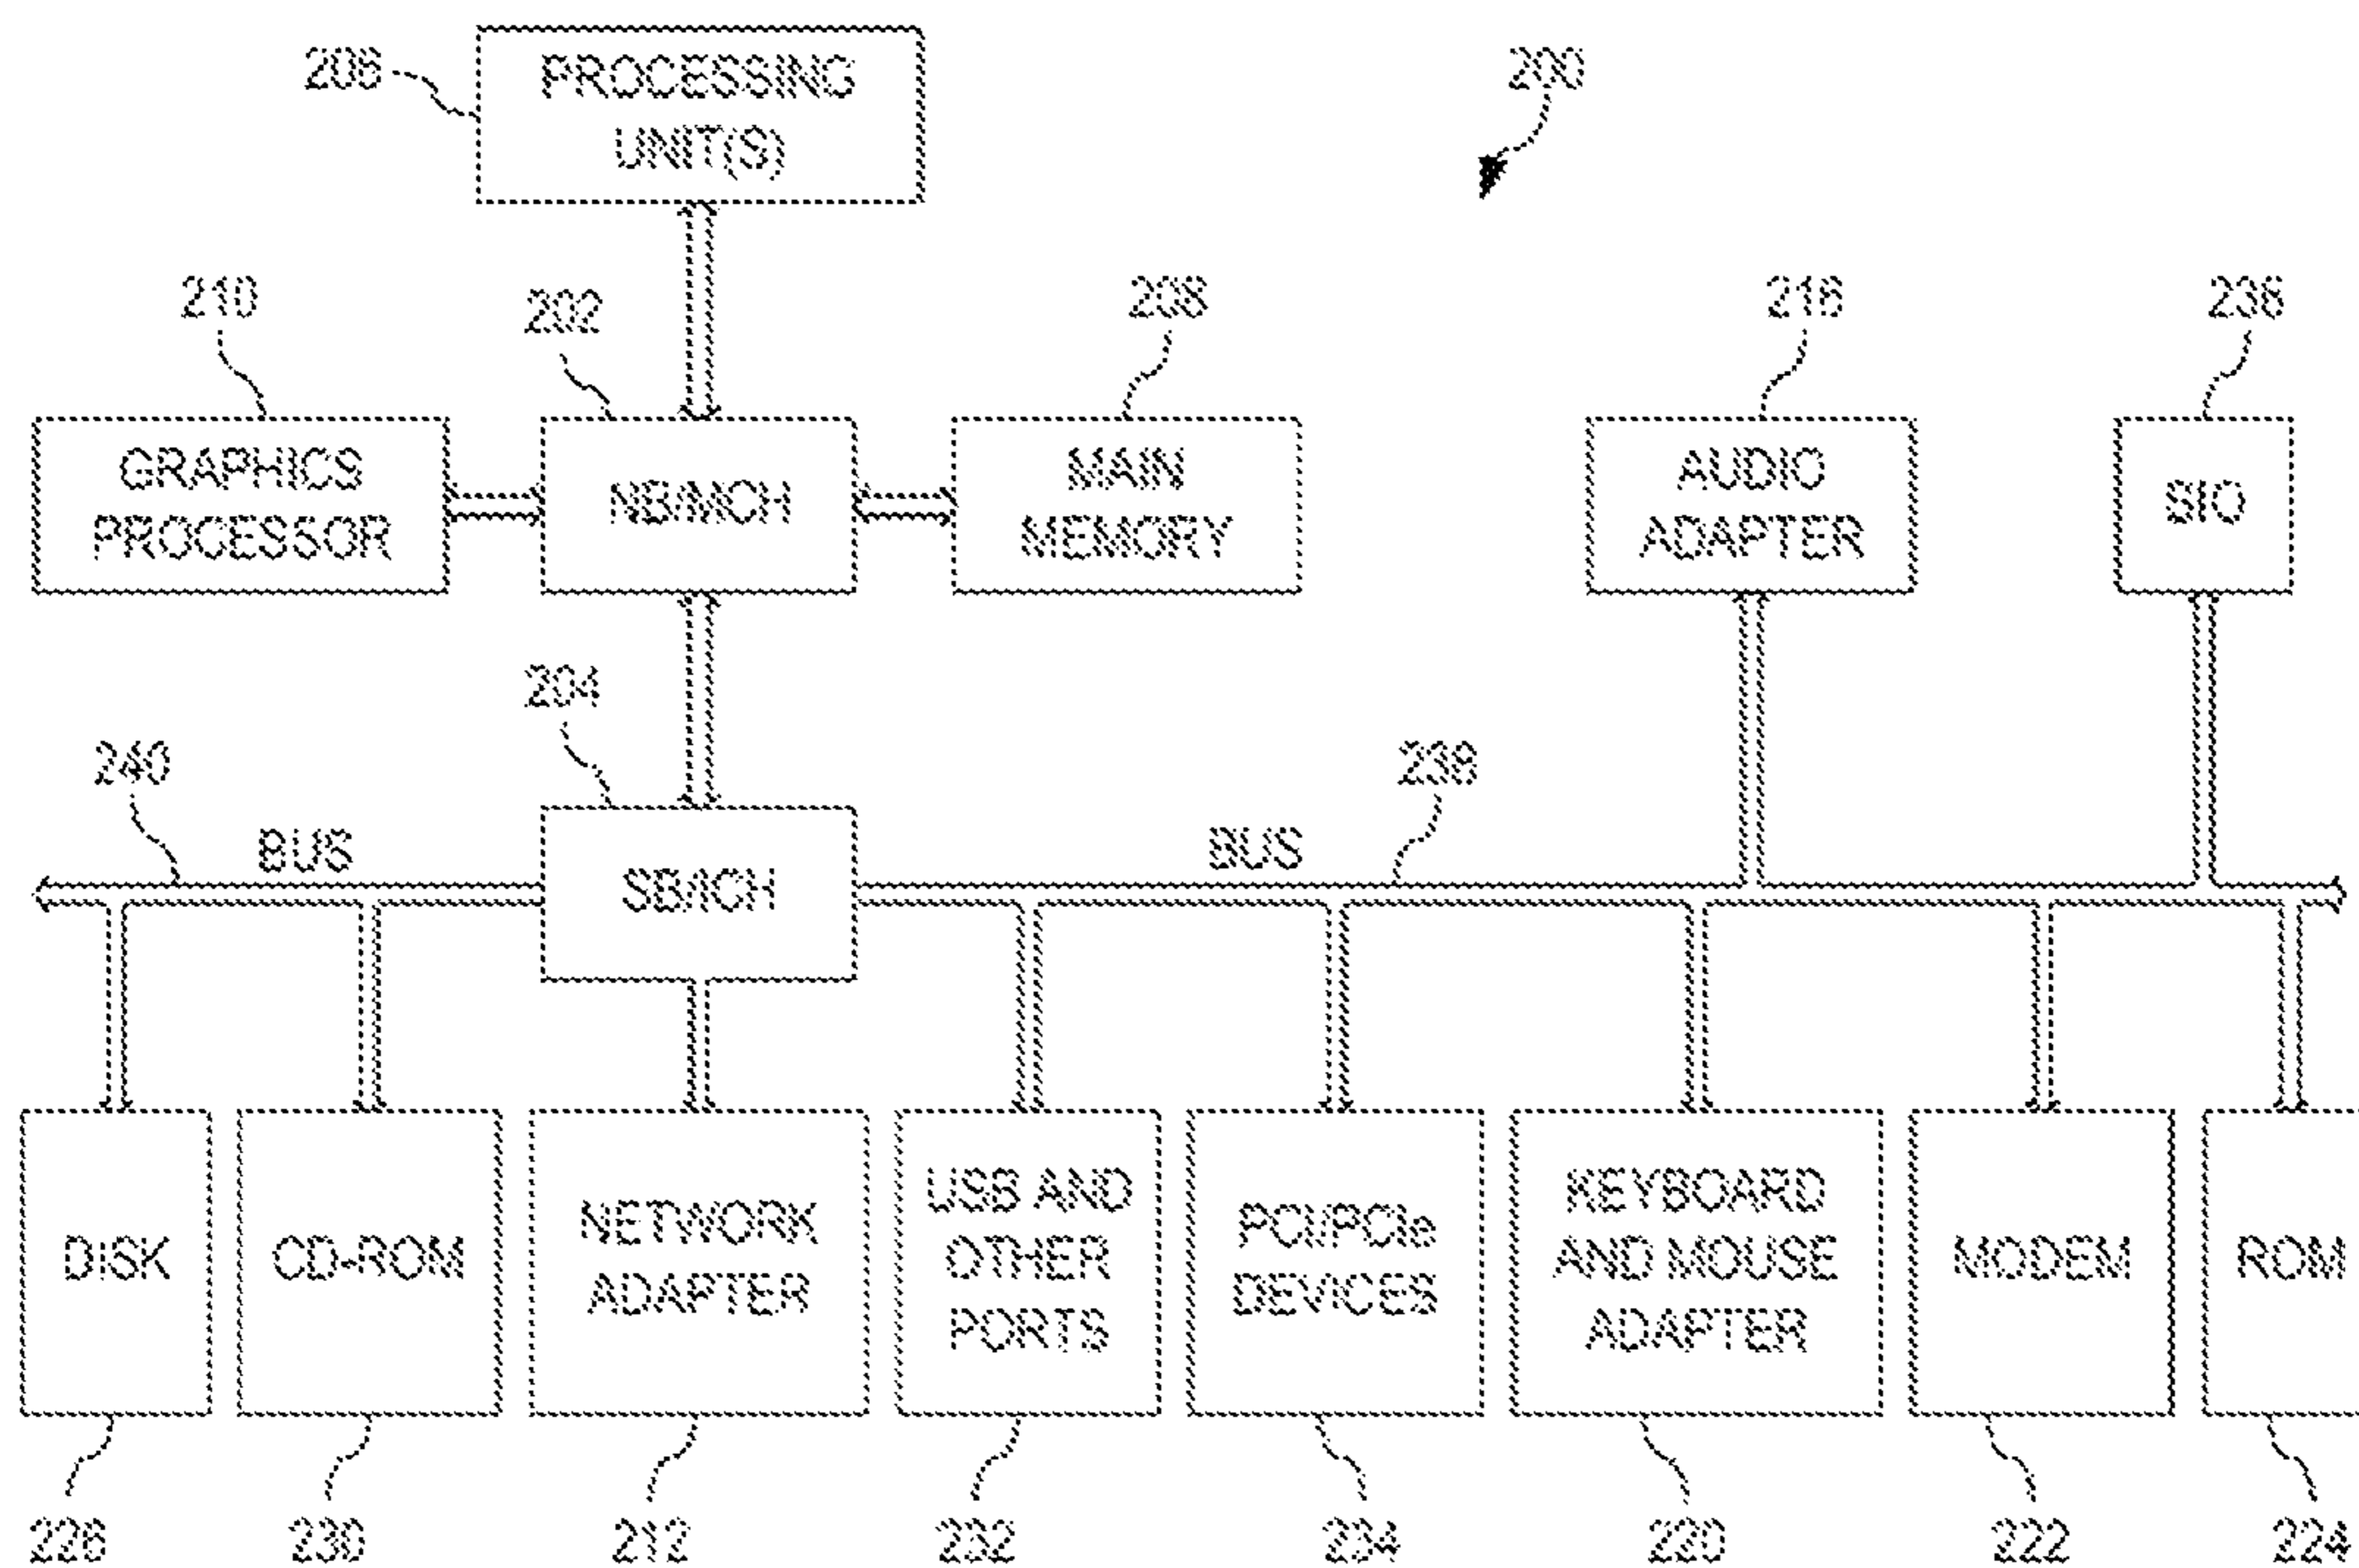 206
PROCESSING
UNIT(S)
200
210
202
208
216
236
GRAPHICS
PROCESSOR
NB/MCH
MAIN
MEMORY
AUDIO
ADAPTER
SIO
204
240
BUS
SB/ICH
BUS
238
DISK
CD-ROM
NETWORK
ADAPTER
USB AND
OTHER
PORTS
PCI/PCIe
DEVICES
KEYBOARD
AND MOUSE
ADAPTER
MODEM
ROM
226
230
212
232
234
220
222
224